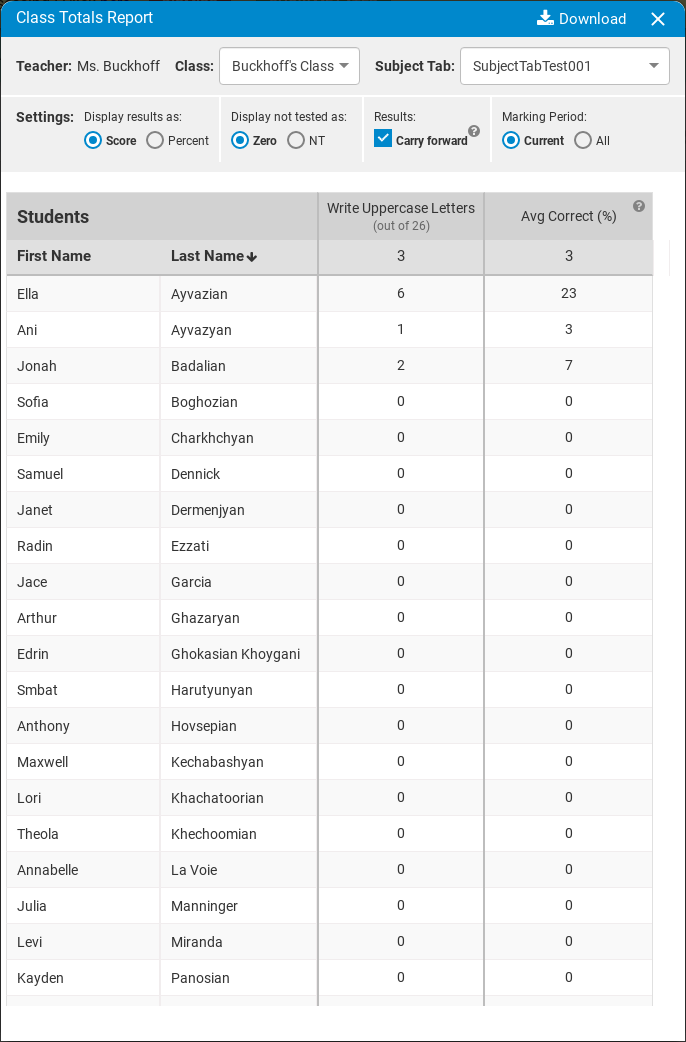 Class Totals Report Download
Teacher: Ms. Buckhoff Class: Buckhoff's Class Subject Tab: SubjectTabTest001
Settings: Display results as: Display not tested as: Results: Marking Period:
Score Percent Zero NT Carry forward ? Current All
Students Write Uppercase Letters (out of 26) Avg Correct (%) ?
First Name Last Name 3 3
Ella Ayvazian 6 23
Ani Ayvazyan 1 3
Jonah Badalian 2 7
Sofia Boghozian 0 0
Emily Charkhchyan 0 0
Samuel Dennick 0 0
Janet Dermenjyan 0 0
Radin Ezzati 0 0
Jace Garcia 0 0
Arthur Ghazaryan 0 0
Edrin Ghokasian Khoygani 0 0
Smbat Harutyunyan 0 0
Anthony Hovsepian 0 0
Maxwell Kechabashyan 0 0
Lori Khachatoorian 0 0
Theola Khechoomian 0 0
Annabelle La Voie 0 0
Julia Manninger 0 0
Levi Miranda 0 0
Kayden Panosian 0 0